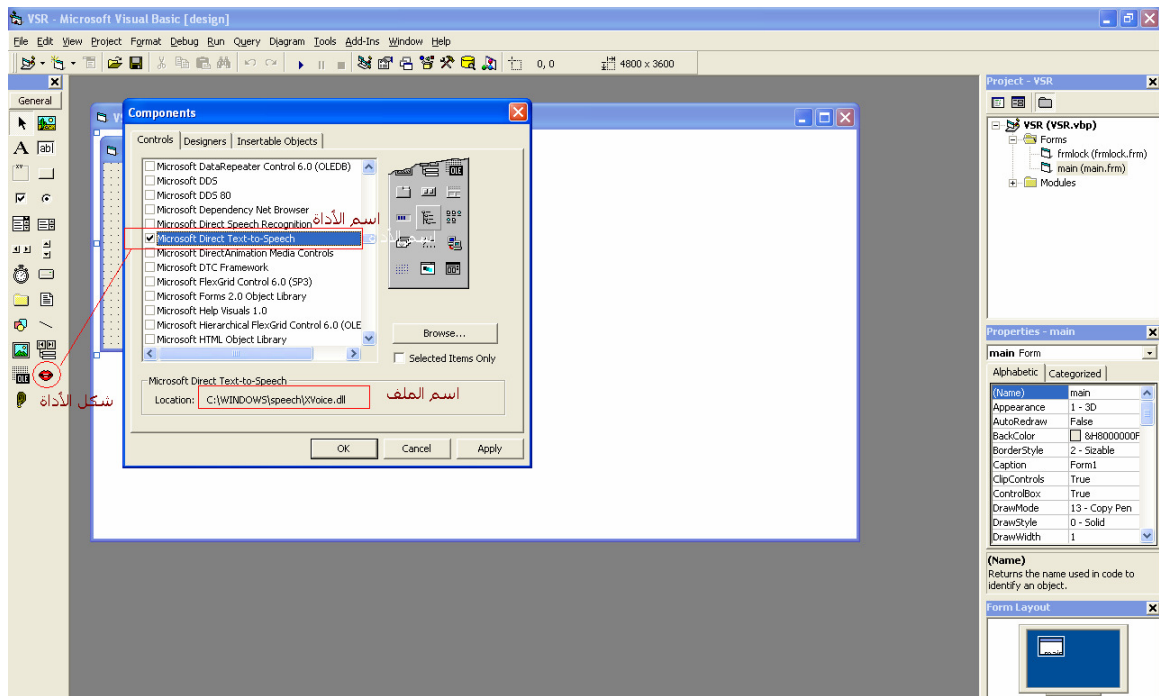 VSR - Microsoft Visual Basic [design]
File Edit View Project Format Debug Run Query Diagram Tools Add-Ins Window Help
0, 0 4800 x 3600
General
A ab|
Components
Controls Designers Insertable Objects
Microsoft DataRepeater Control 6.0 (OLEDB)
Microsoft DDS
Microsoft DDS 80
Microsoft Dependency Net Browser
Microsoft Direct Speech Recognition
اسم الأداة
Microsoft Direct Text-to-Speech
Microsoft DirectAnimation Media Controls
Microsoft DTC Framework
Microsoft FlexGrid Control 6.0 (SP3)
Microsoft Forms 2.0 Object Library
Microsoft Help Visuals 1.0
Microsoft Hierarchical FlexGrid Control 6.0 (OLE
Microsoft HTML Object Library
Browse...
Selected Items Only
Microsoft Direct Text-to-Speech
Location: C:\WINDOWS\speech\XVoice.dll
اسم الملف
شكل الأداة
OK Cancel Apply
OLE
Project - VSR
VSR (VSR.vbp)
Forms
frmlock (frmlock.frm)
main (main.frm)
Modules
Properties - main
main Form
Alphabetic Categorized
(Name) main
Appearance 1 - 3D
AutoRedraw False
BackColor &H8000000F
BorderStyle 2 - Sizable
Caption Form1
ClipControls True
ControlBox True
DrawMode 13 - Copy Pen
DrawStyle 0 - Solid
DrawWidth 1
(Name)
Returns the name used in code to
identify an object.
Form Layout
main